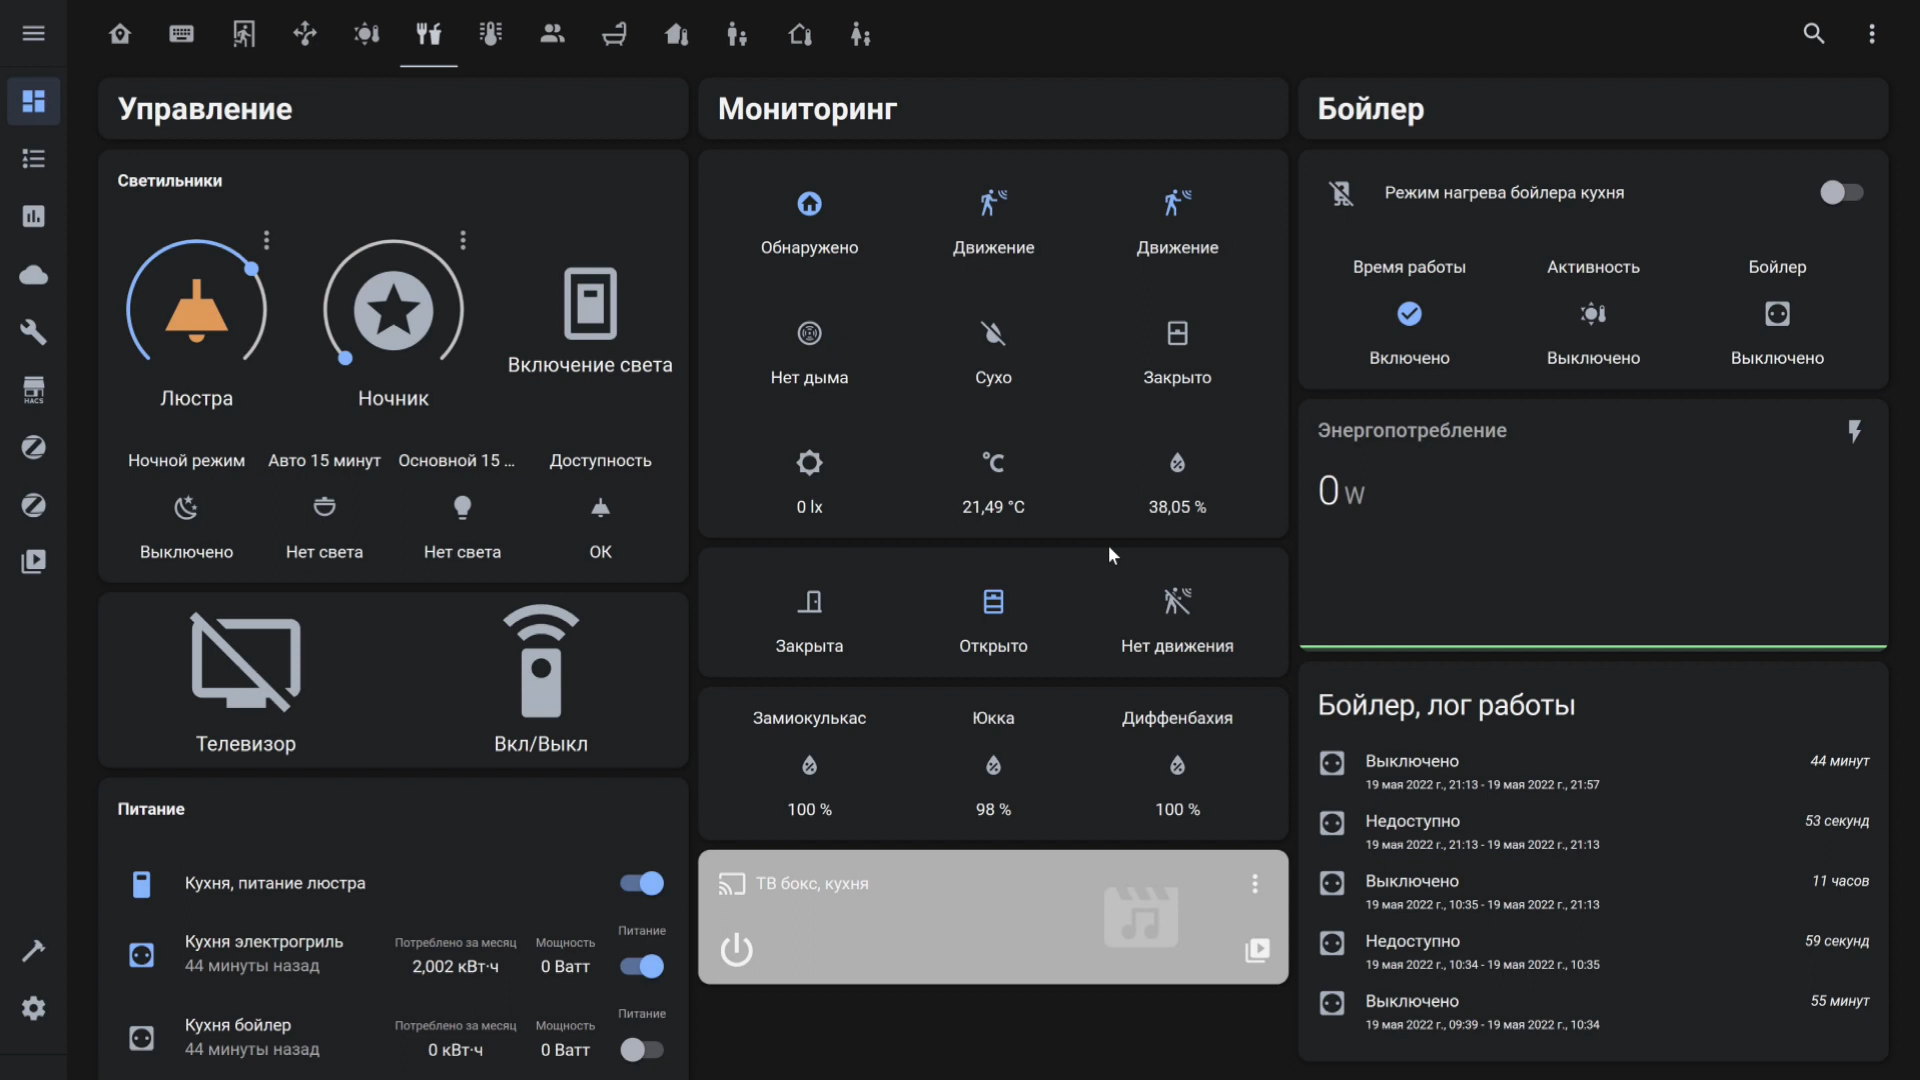 HACS
Управление
Светильники
Люстра
Ночник
Включение света
Ночной режим
Авто 15 минут
Основной 15 ...
Доступность
Выключено
Нет света
Нет света
ОК
Телевизор
Вкл/Выкл
Питание
Кухня, питание люстра
Кухня электрогриль
44 минуты назад
Потреблено за месяц
2,002 кВт·ч
Мощность
0 Ватт
Питание
Кухня бойлер
44 минуты назад
Потреблено за месяц
0 кВт·ч
Мощность
0 Ватт
Питание
Мониторинг
Обнаружено
Движение
Движение
Нет дыма
Сухо
Закрыто
°C
0 lx
21,49 °C
38,05 %
Закрыта
Открыто
Нет движения
Замиокулькас
Юкка
Диффенбахия
100 %
98 %
100 %
ТВ бокс, кухня
Бойлер
Режим нагрева бойлера кухня
Время работы
Активность
Бойлер
Включено
Выключено
Выключено
Энергопотребление
0 W
Бойлер, лог работы
Выключено
44 минут
19 мая 2022 г., 21:13 - 19 мая 2022 г., 21:57
Недоступно
53 секунд
19 мая 2022 г., 21:13 - 19 мая 2022 г., 21:13
Выключено
11 часов
19 мая 2022 г., 10:35 - 19 мая 2022 г., 21:13
Недоступно
59 секунд
19 мая 2022 г., 10:34 - 19 мая 2022 г., 10:35
Выключено
55 минут
19 мая 2022 г., 09:39 - 19 мая 2022 г., 10:34